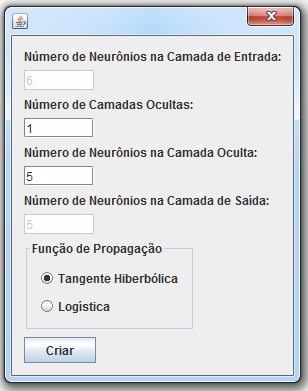 Número de Neurônios na Camada de Entrada:
6
Número de Camadas Ocultas:
1
Número de Neurônios na Camada Oculta:
5
Número de Neurônios na Camada de Saída:
5
Função de Propagação
Tangente Hiberbólica
Logística
Criar